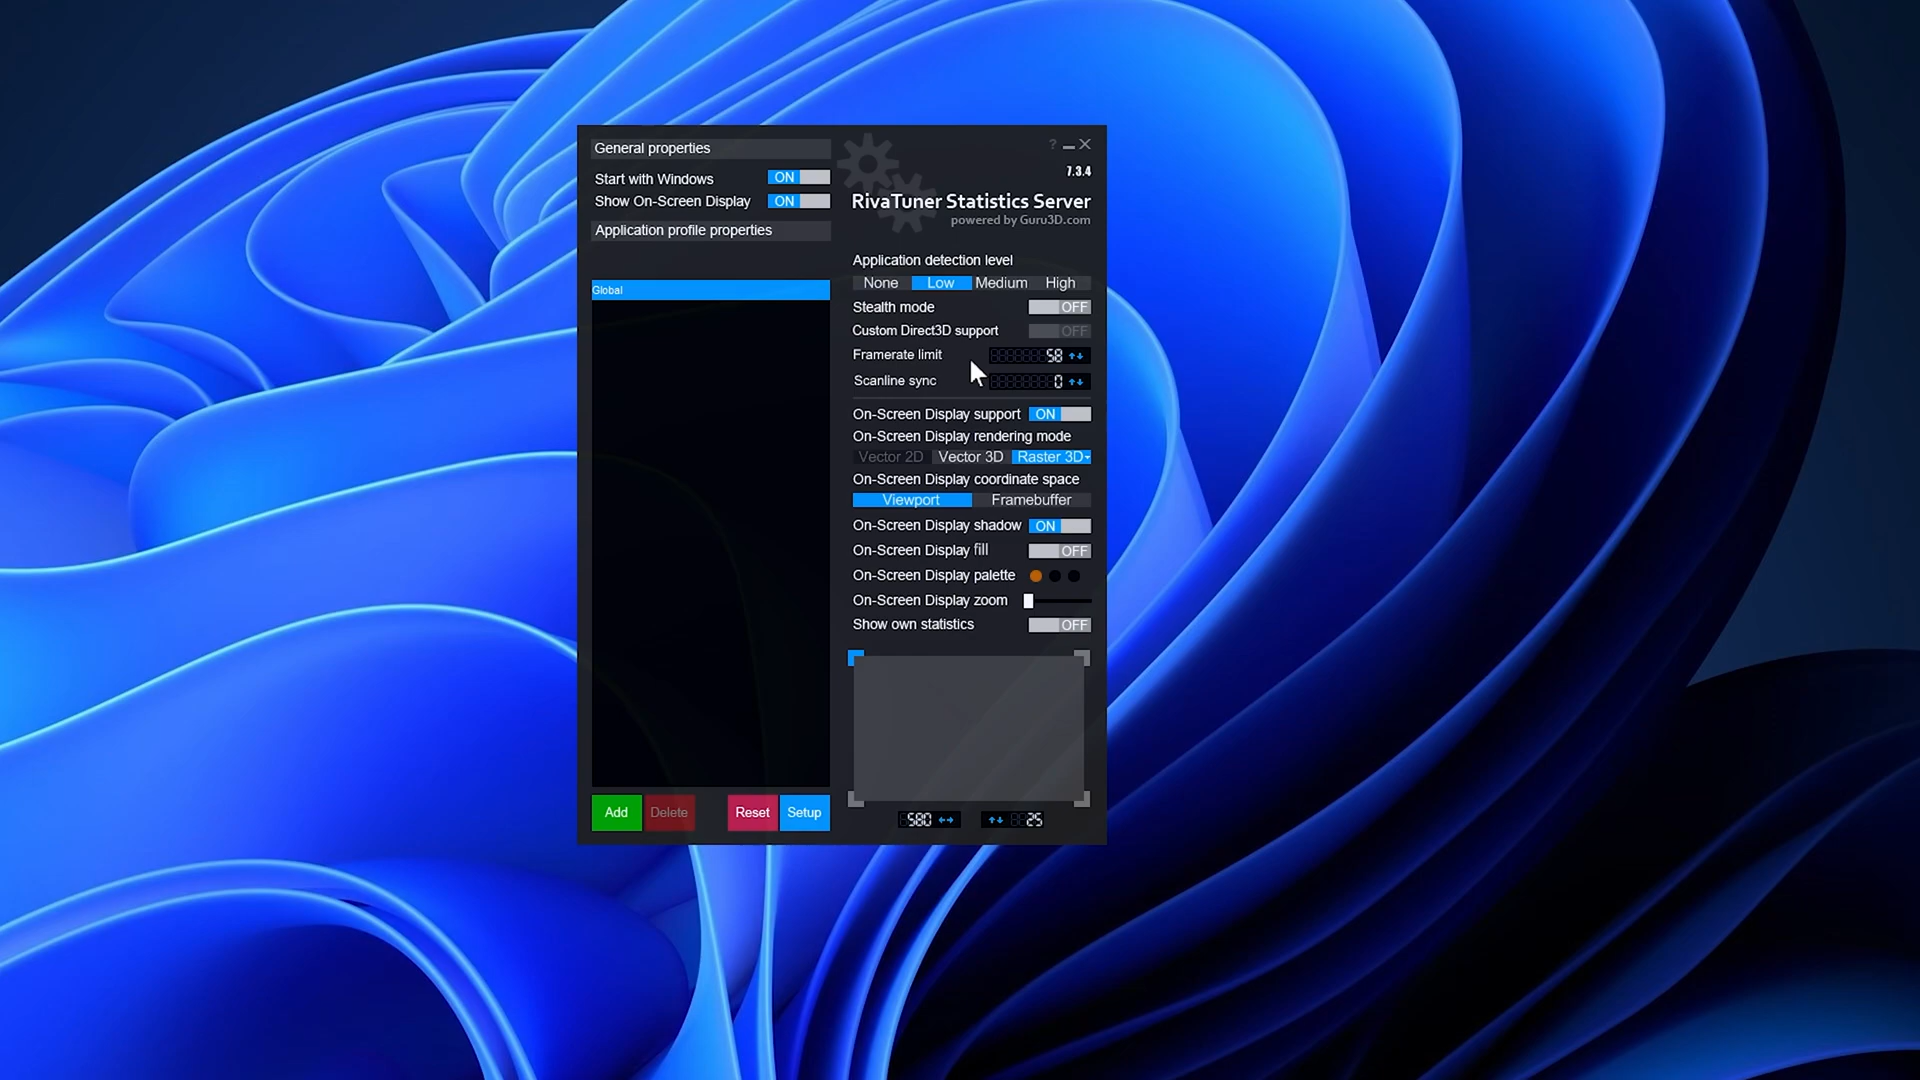 General properties
Start with Windows ON
Show On-Screen Display ON
Application profile properties
Global
Add Delete Reset Setup
?
7.3.4
RivaTuner Statistics Server
powered by Guru3D.com
Application detection level
None Low Medium High
Stealth mode OFF
Custom Direct3D support OFF
Framerate limit 58
Scanline sync 0
On-Screen Display support ON
On-Screen Display rendering mode
Vector 2D Vector 3D Raster 3D
On-Screen Display coordinate space
Viewport Framebuffer
On-Screen Display shadow ON
On-Screen Display fill OFF
On-Screen Display palette
On-Screen Display zoom
Show own statistics OFF
580 25